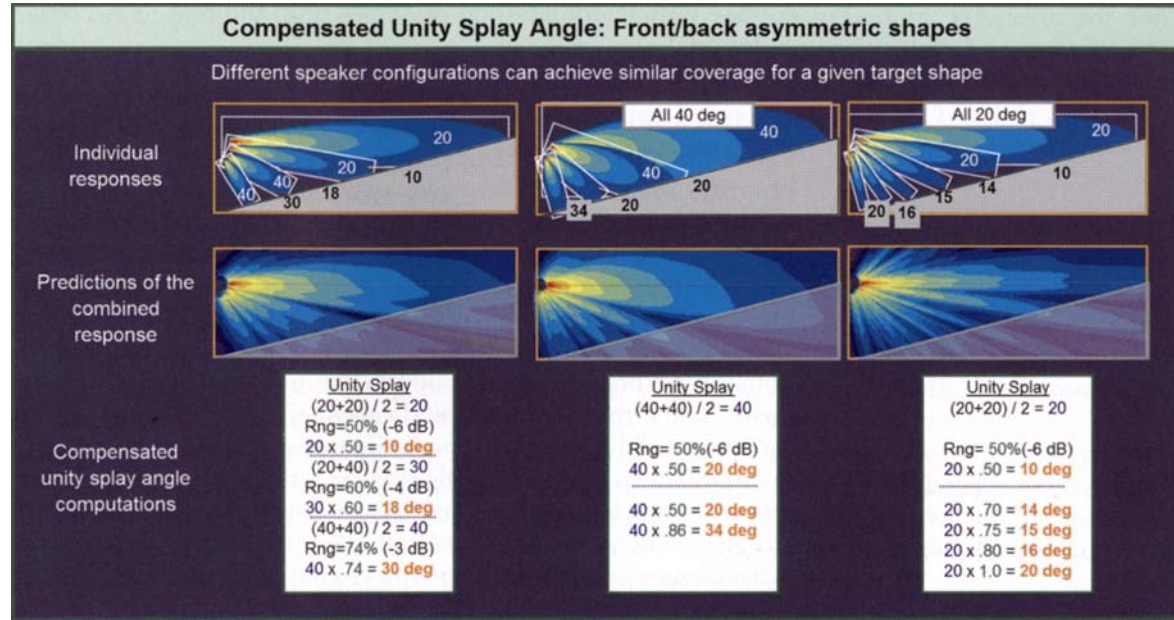 Compensated Unity Splay Angle: Front/back asymmetric shapes
Different speaker configurations can achieve similar coverage for a given target shape
Individual
responses
20
20
40
40
10
18
30
All 40 deg
40
40
20
20
34
All 20 deg
20
20
10
14
15
16
20
Predictions of the
combined
response
Compensated
unity splay angle
computations
Unity Splay
(20+20) / 2 = 20
Rng=50% (-6 dB)
20 x .50 = 10 deg
(20+40) / 2 = 30
Rng=60% (-4 dB)
30 x .60 = 18 deg
(40+40) / 2 = 40
Rng=74% (-3 dB)
40 x .74 = 30 deg
Unity Splay
(40+40) / 2 = 40
Rng= 50%(-6 dB)
40 x .50 = 20 deg
40 x .50 = 20 deg
40 x .86 = 34 deg
Unity Splay
(20+20) / 2 = 20
Rng= 50%(-6 dB)
20 x .50 = 10 deg
20 x .70 = 14 deg
20 x .75 = 15 deg
20 x .80 = 16 deg
20 x 1.0 = 20 deg